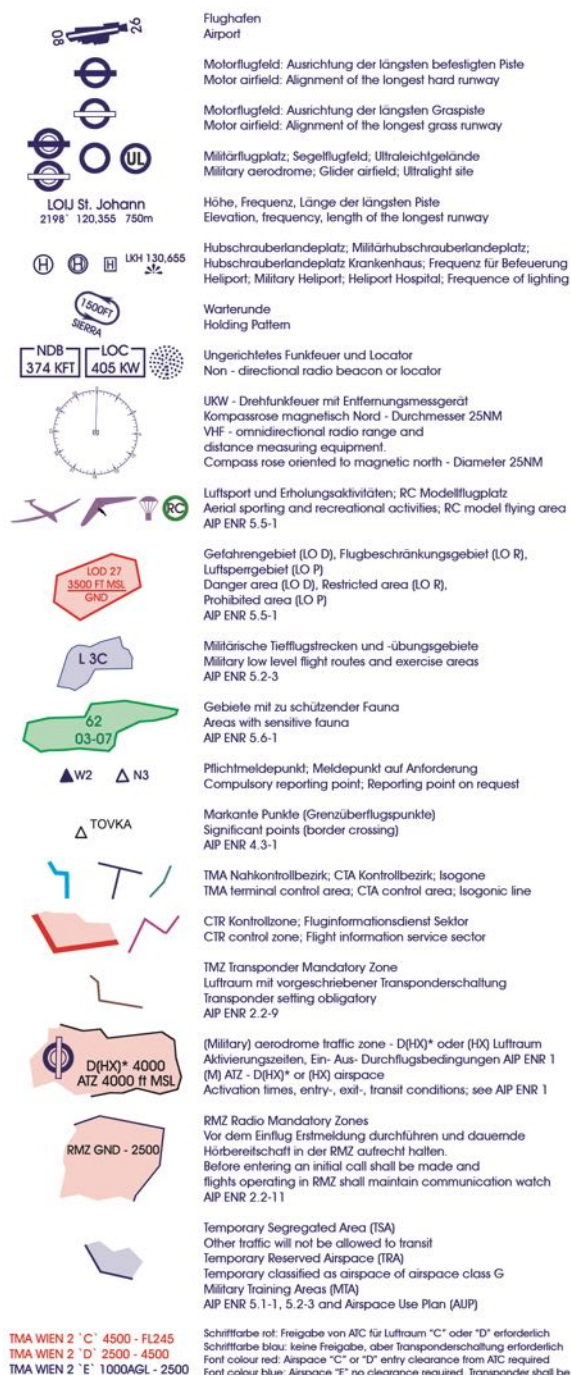 08 26
Flughafen
Airport
Motorflugfeld: Ausrichtung der längsten befestigten Piste
Motor airfield: Alignment of the longest hard runway
Motorflugfeld: Ausrichtung der längsten Graspiste
Motor airfield: Alignment of the longest grass runway
UL
Militärflugplatz; Segelflugfeld; Ultraleichtgelände
Military aerodrome; Glider airfield; Ultralight site
LOIJ St. Johann
2198` 120,355 750m
Höhe, Frequenz, Länge der längsten Piste
Elevation, frequency, length of the longest runway
H H H LKH 130,655
Hubschrauberlandeplatz; Militärhubschrauberlandeplatz;
Hubschrauberlandeplatz Krankenhaus; Frequenz für Befeuerung
Heliport; Military Heliport; Heliport Hospital; Frequence of lighting
1500FT
SIERRA
Warterunde
Holding Pattern
NDB LOC
374 KFT 405 KW
Ungerichtetes Funkfeuer und Locator
Non - directional radio beacon or locator
UKW - Drehfunkfeuer mit Entfernungsmessgerät
Kompassrose magnetisch Nord - Durchmesser 25NM
VHF - omnidirectional radio range and
distance measuring equipment.
Compass rose oriented to magnetic north - Diameter 25NM
RC
Luftsport und Erholungsaktivitäten; RC Modellflugplatz
Aerial sporting and recreational activities; RC model flying area
AIP ENR 5.5-1
LOD 27
3500 FT MSL
GND
Gefahrengebiet (LO D), Flugbeschränkungsgebiet (LO R),
Luftsperrgebiet (LO P)
Danger area (LO D), Restricted area (LO R),
Prohibited area (LO P)
AIP ENR 5.5-1
L 3C
Militärische Tiefflugstrecken und -übungsgebiete
Military low level flight routes and exercise areas
AIP ENR 5.2-3
62
03-07
Gebiete mit zu schützender Fauna
Areas with sensitive fauna
AIP ENR 5.6-1
W2 N3
Pflichtmeldepunkt; Meldepunkt auf Anforderung
Compulsory reporting point; Reporting point on request
TOVKA
Markante Punkte (Grenzüberflugspunkte)
Significant points (border crossing)
AIP ENR 4.3-1
TMA Nahkontrollbezirk; CTA Kontrollbezirk; Isogone
TMA terminal control area; CTA control area; Isogonic line
CTR Kontrollzone; Fluginformationsdienst Sektor
CTR control zone; Flight information service sector
TMZ Transponder Mandatory Zone
Luftraum mit vorgeschriebener Transponderschaltung
Transponder setting obligatory
AIP ENR 2.2-9
D(HX)* 4000
ATZ 4000 ft MSL
(Military) aerodrome traffic zone - D(HX)* oder (HX) Luftraum
Aktivierungszeiten, Ein- Aus- Durchflugsbedingungen AIP ENR 1
(M) ATZ - D(HX)* or (HX) airspace
Activation times, entry-, exit-, transit conditions; see AIP ENR 1
RMZ GND - 2500
RMZ Radio Mandatory Zones
Vor dem Einflug Erstmeldung durchführen und dauernde
Hörbereitschaft in der RMZ aufrecht halten.
Before entering an initial call shall be made and
flights operating in RMZ shall maintain communication watch
AIP ENR 2.2-11
Temporary Segregated Area (TSA)
Other traffic will not be allowed to transit
Temporary Reserved Airspace (TRA)
Temporary classified as airspace of airspace class G
Military Training Areas (MTA)
AIP ENR 5.1-1, 5.2-3 and Airspace Use Plan (AUP)
TMA WIEN 2 `C` 4500 - FL245
TMA WIEN 2 `D` 2500 - 4500
TMA WIEN 2 `E` 1000AGL - 2500
Schriftfarbe rot: Freigabe von ATC für Luftraum "C" oder "D" erforderlich
Schriftfarbe blau: keine Freigabe, aber Transponderschaltung erforderlich
Font colour red: Airspace "C" or "D" entry clearance from ATC required
Font colour blue: Airspace "E" no clearance required, Transponder shall be